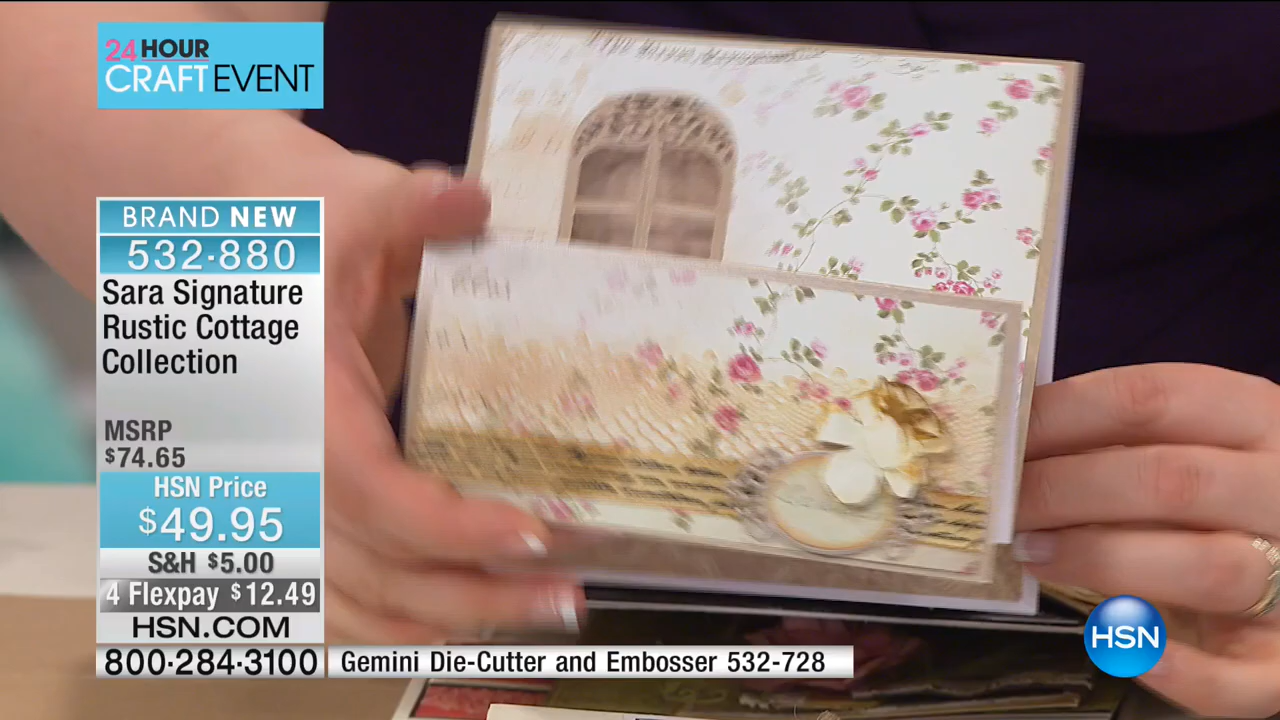 24 HOUR
CRAFT EVENT
BRAND NEW
532-880
Sara Signature
Rustic Cottage
Collection
MSRP
$74.65
HSN Price
$49.95
S&H $5.00
4 Flexpay $12.49
HSN.COM
800-284-3100
Gemini Die-Cutter and Embosser 532-728
HSN